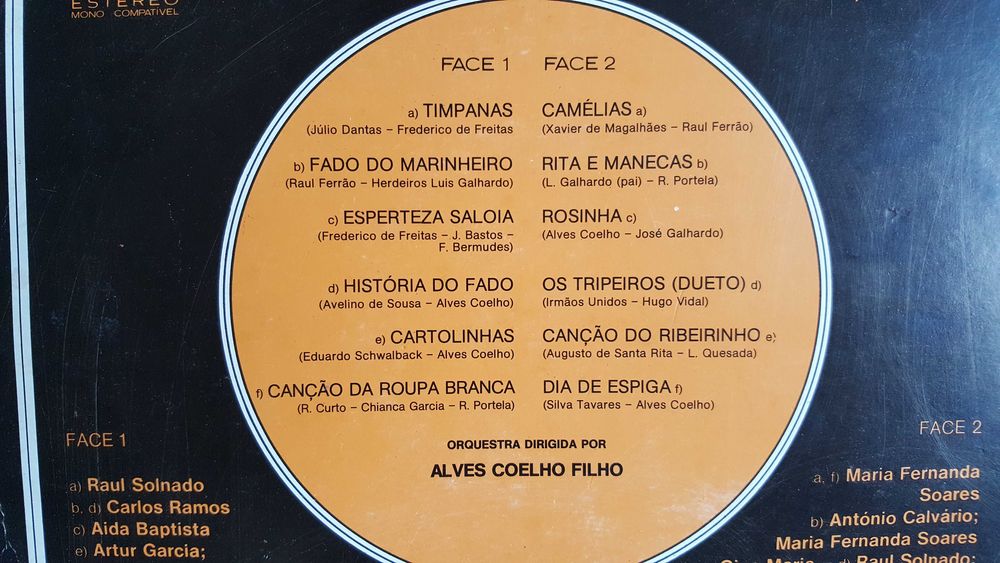 ESTÉREO
MONO COMPATÍVEL
FACE 1
a) TIMPANAS
(Júlio Dantas – Frederico de Freitas
b) FADO DO MARINHEIRO
(Raul Ferrão – Herdeiros Luis Galhardo)
c) ESPERTEZA SALOIA
(Frederico de Freitas – J. Bastos –
F. Bermudes)
d) HISTÓRIA DO FADO
(Avelino de Sousa – Alves Coelho)
e) CARTOLINHAS
(Eduardo Schwalback – Alves Coelho)
f) CANÇÃO DA ROUPA BRANCA
(R. Curto – Chianca Garcia – R. Portela)
FACE 2
CAMÉLIAS a)
(Xavier de Magalhães – Raul Ferrão)
RITA E MANECAS b)
(L. Galhardo (pai) – R. Portela)
ROSINHA c)
(Alves Coelho – José Galhardo)
OS TRIPEIROS (DUETO) d)
(Irmãos Unidos – Hugo Vidal)
CANÇÃO DO RIBEIRINHO e)
(Augusto de Santa Rita – L. Quesada)
DIA DE ESPIGA f)
(Silva Tavares – Alves Coelho)
ORQUESTRA DIRIGIDA POR
ALVES COELHO FILHO
FACE 1
a) Raul Solnado
b, d) Carlos Ramos
c) Aida Baptista
e) Artur Garcia;
FACE 2
a, f) Maria Fernanda
Soares
b) António Calvário;
Maria Fernanda Soares
Maria d) Raul Solnado;